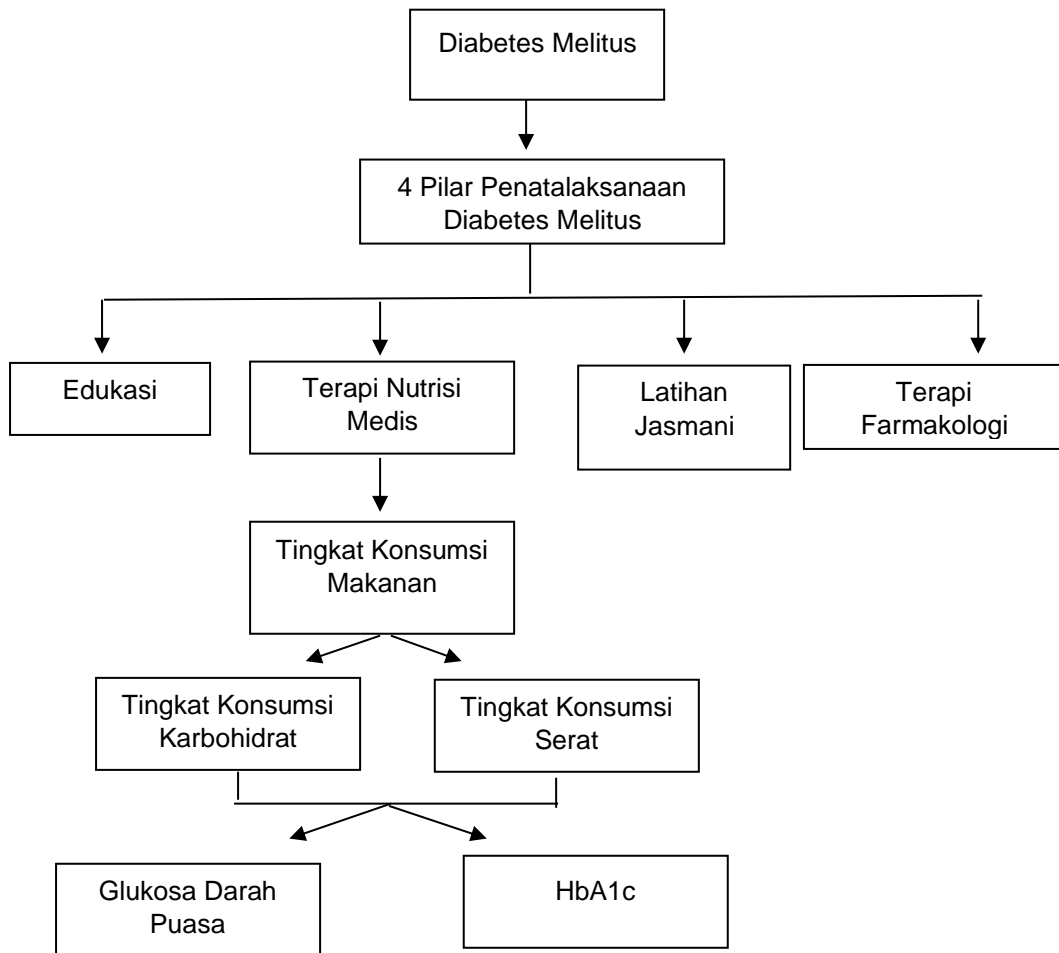 Diabetes Melitus
4 Pilar Penatalaksanaan
Diabetes Melitus
Edukasi
Terapi Nutrisi
Medis
Latihan
Jasmani
Terapi
Farmakologi
Tingkat Konsumsi
Makanan
Tingkat Konsumsi
Karbohidrat
Tingkat Konsumsi
Serat
Glukosa Darah
Puasa
HbA1c